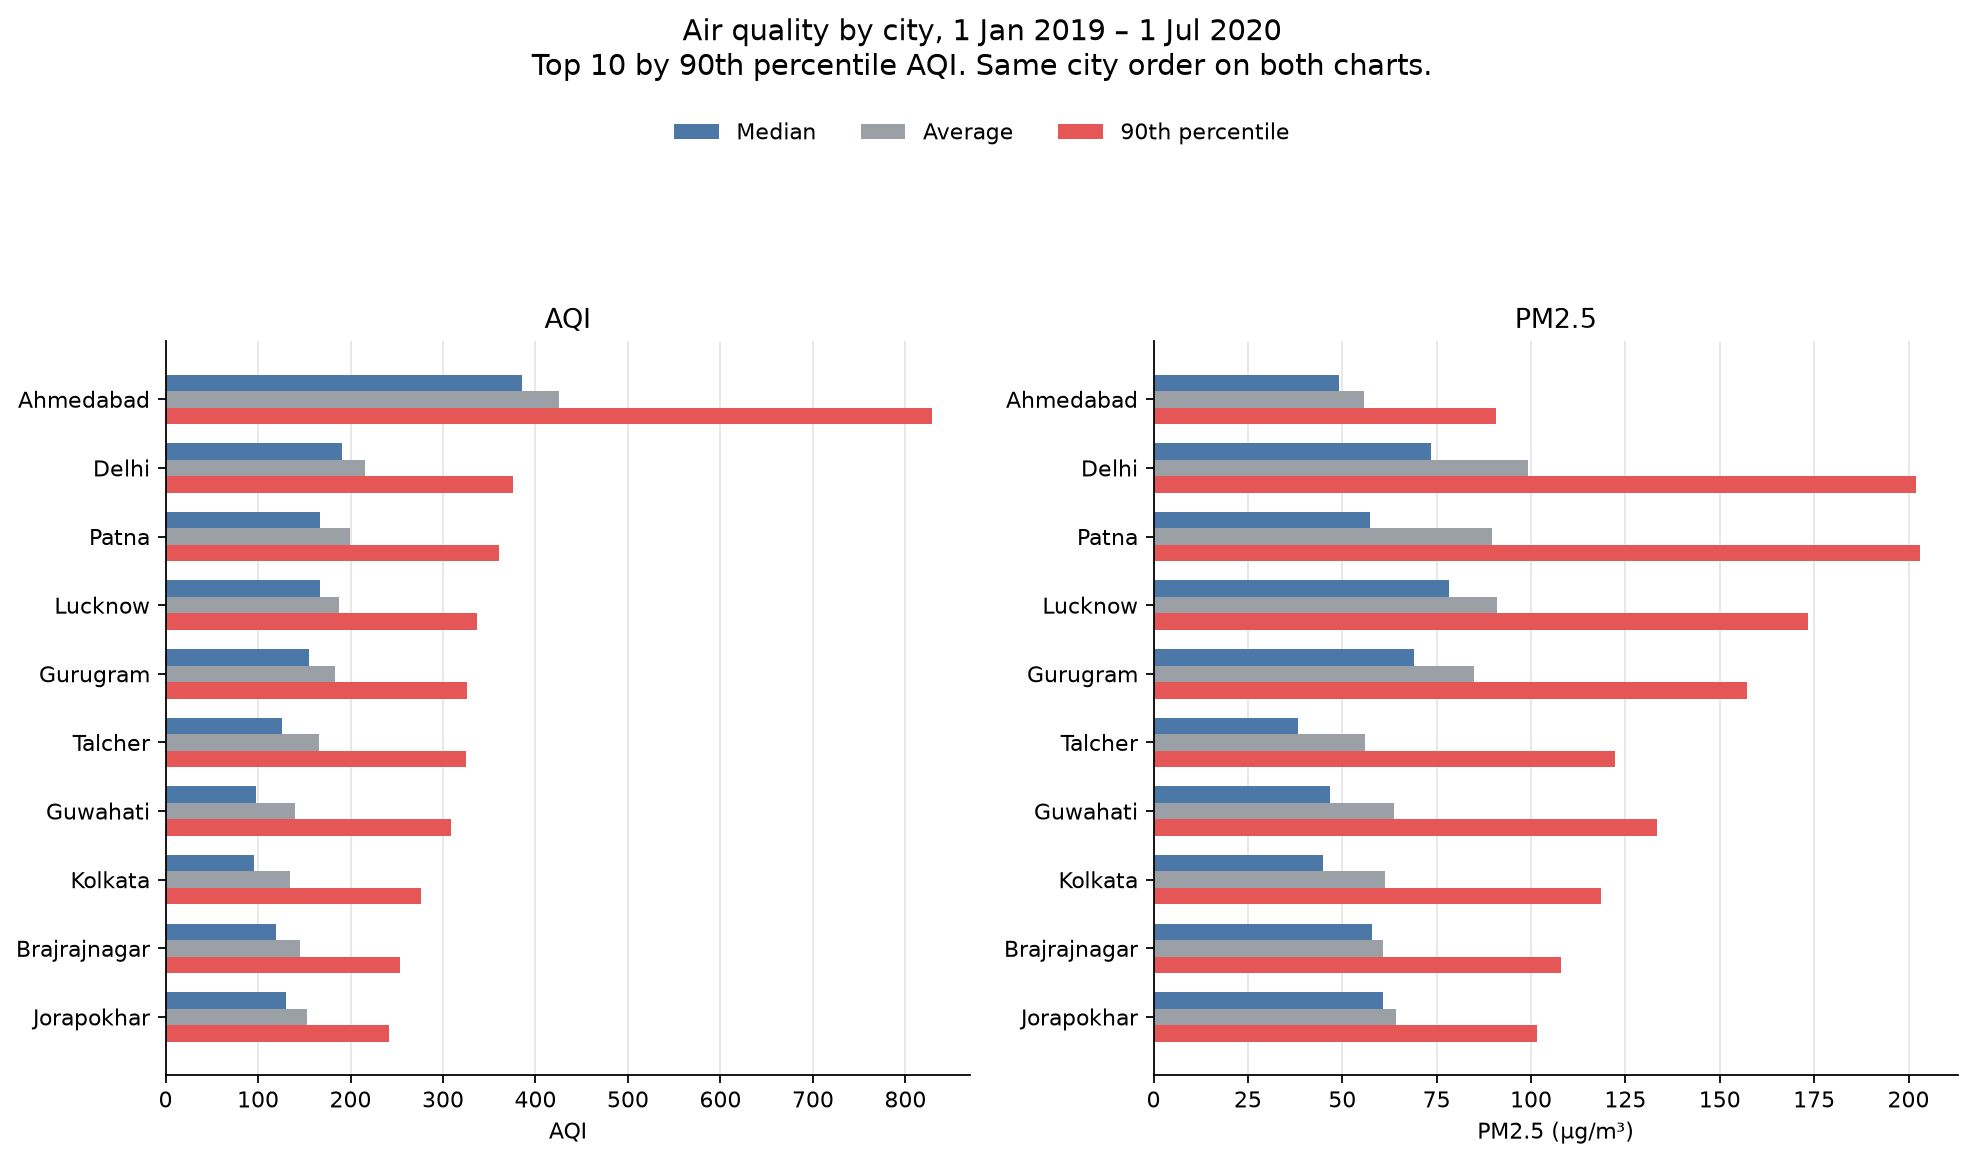 Air quality by city, 1 Jan 2019 – 1 Jul 2020
Top 10 by 90th percentile AQI. Same city order on both charts.
Median Average 90th percentile
AQI
Ahmedabad
Delhi
Patna
Lucknow
Gurugram
Talcher
Guwahati
Kolkata
Brajrajnagar
Jorapokhar
0 100 200 300 400 500 600 700 800
AQI
PM2.5
Ahmedabad
Delhi
Patna
Lucknow
Gurugram
Talcher
Guwahati
Kolkata
Brajrajnagar
Jorapokhar
0 25 50 75 100 125 150 175 200
PM2.5 (µg/m³)